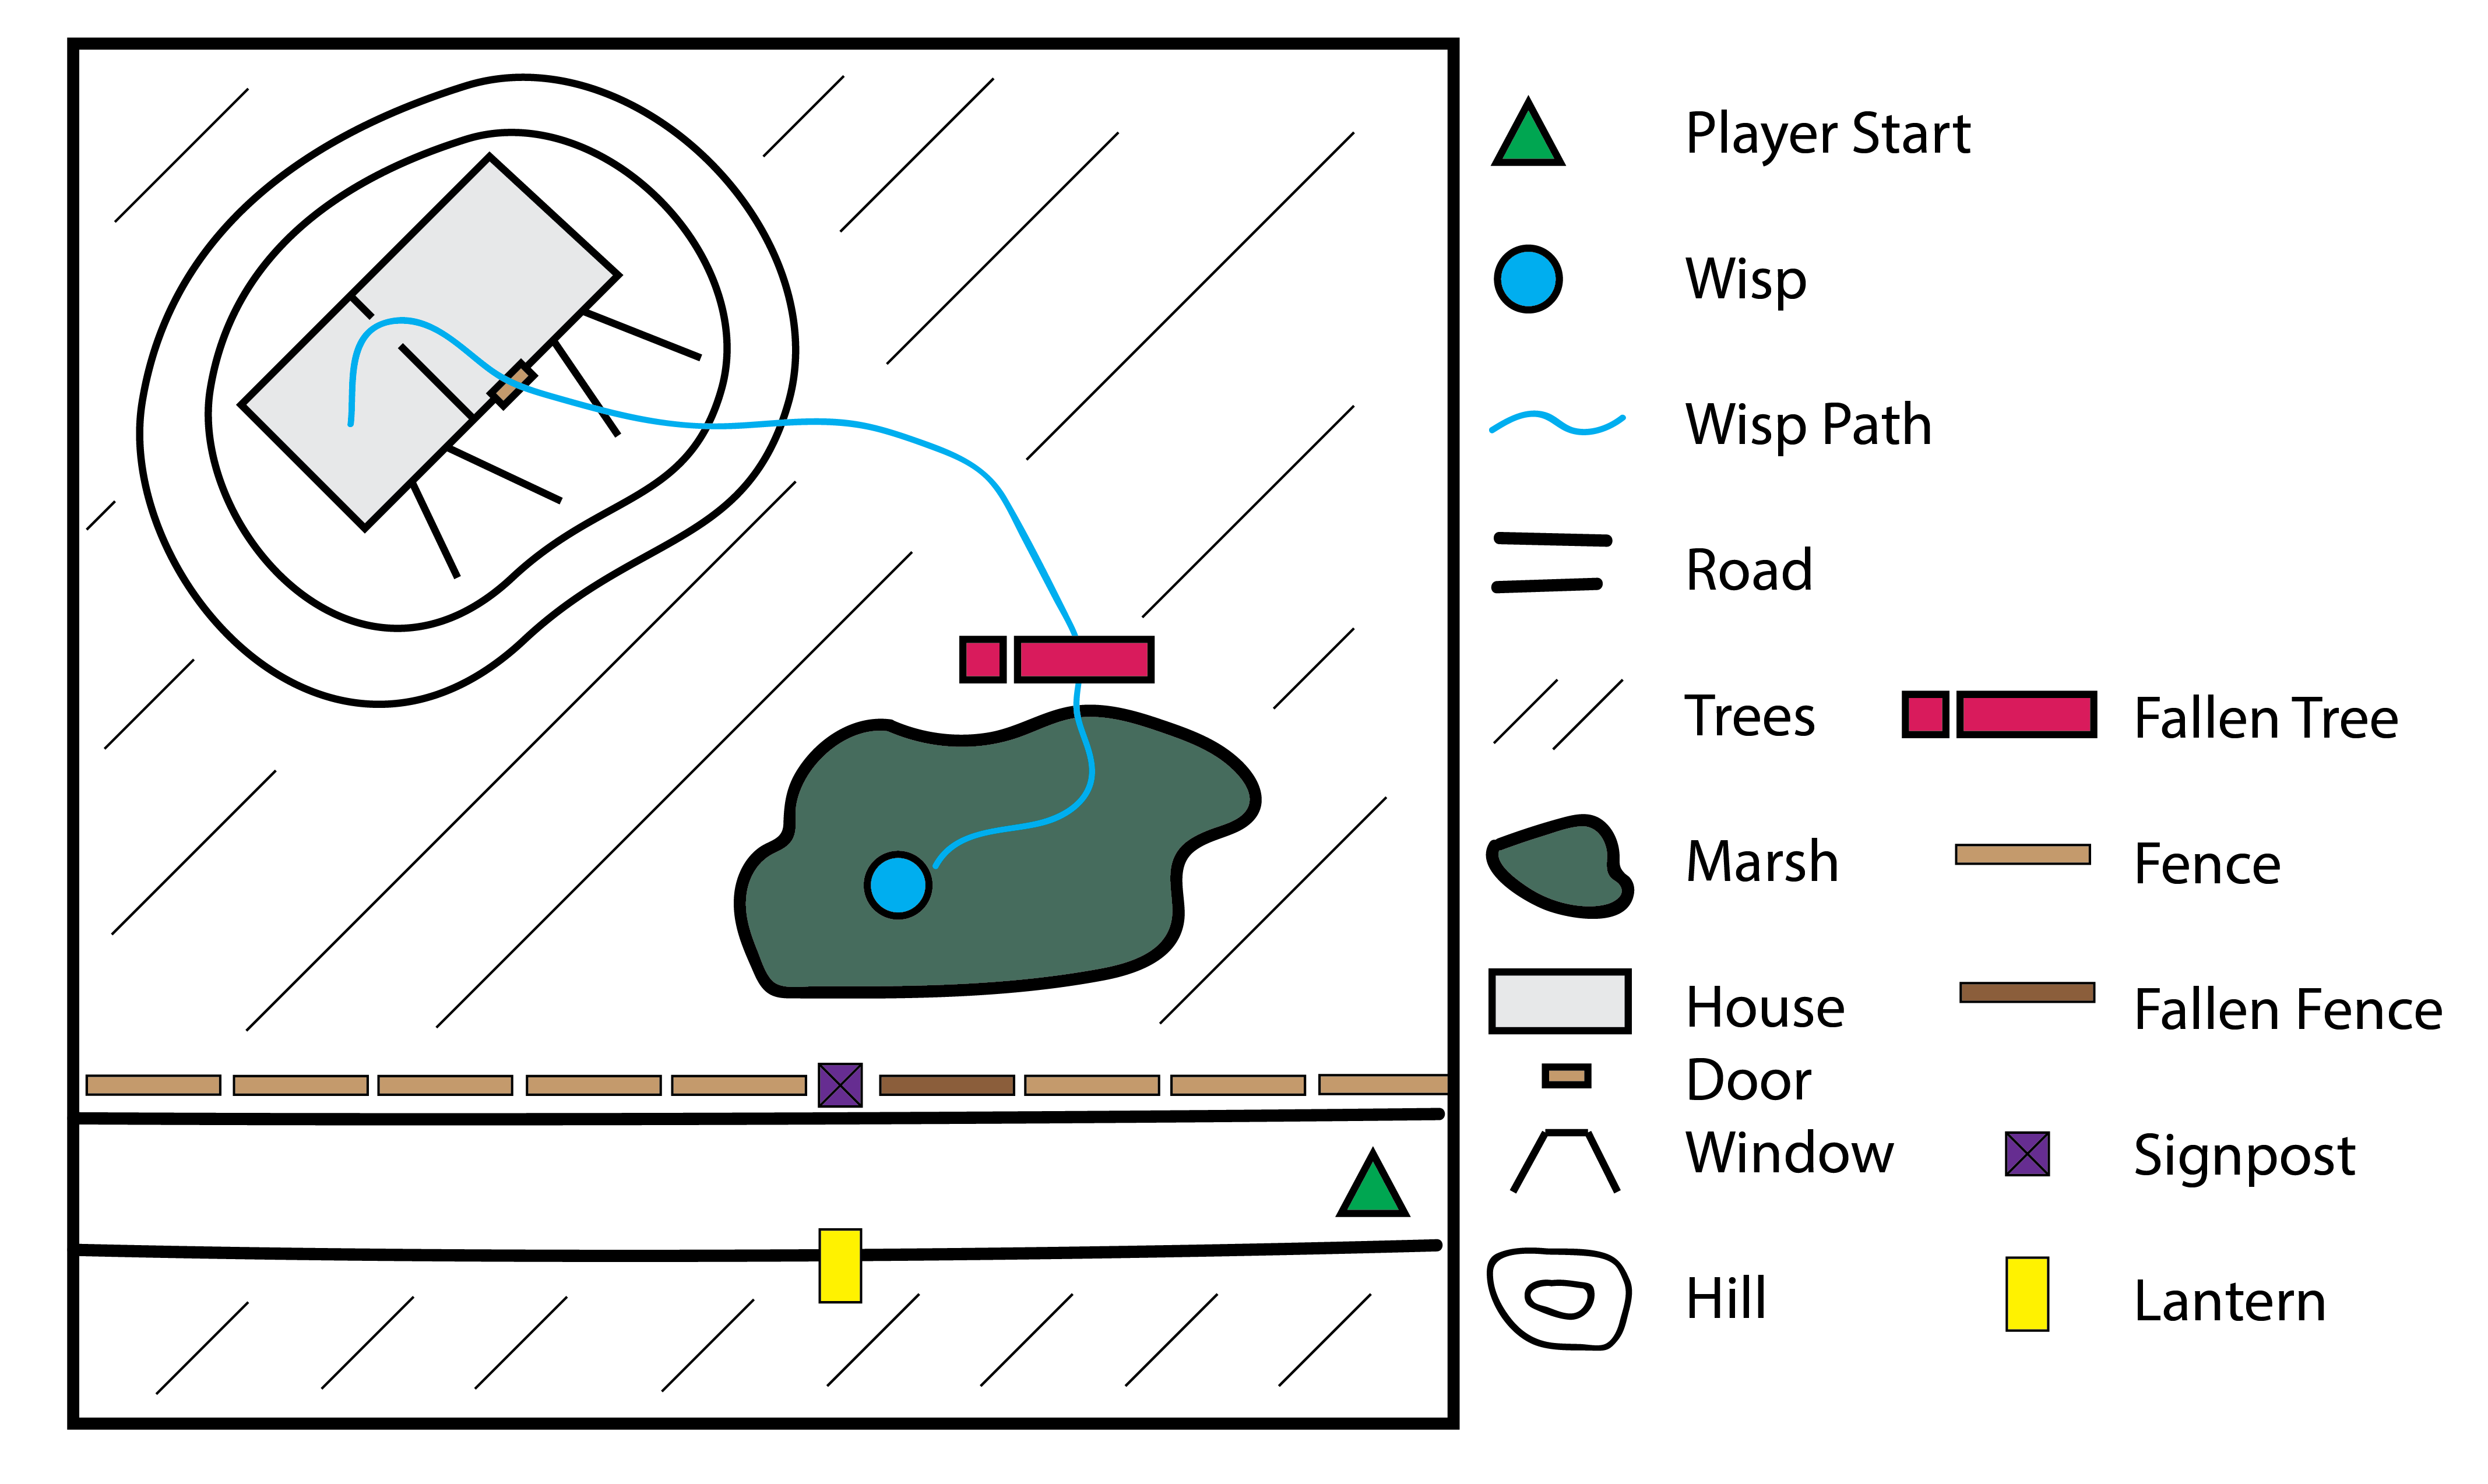 Player Start
Wisp
Wisp Path
Road
Trees
Fallen Tree
Marsh
Fence
House
Fallen Fence
Door
Window
Signpost
Hill
Lantern